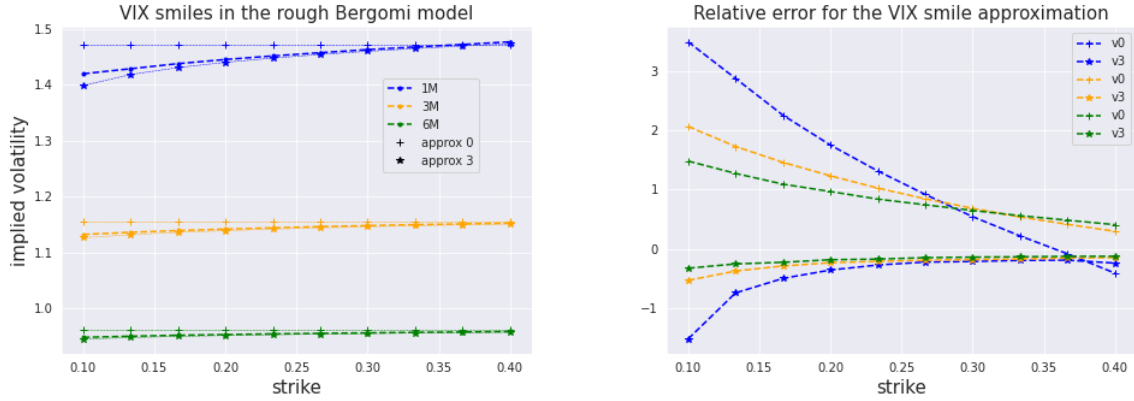 VIX smiles in the rough Bergomi model
1.5
1.4
1.3
1.2
1.1
1.0
implied volatility
1M
3M
6M
approx 0
approx 3
0.10 0.15 0.20 0.25 0.30 0.35 0.40
strike
Relative error for the VIX smile approximation
3
2
1
0
−1
v0
v3
v0
v3
v0
v3
0.10 0.15 0.20 0.25 0.30 0.35 0.40
strike